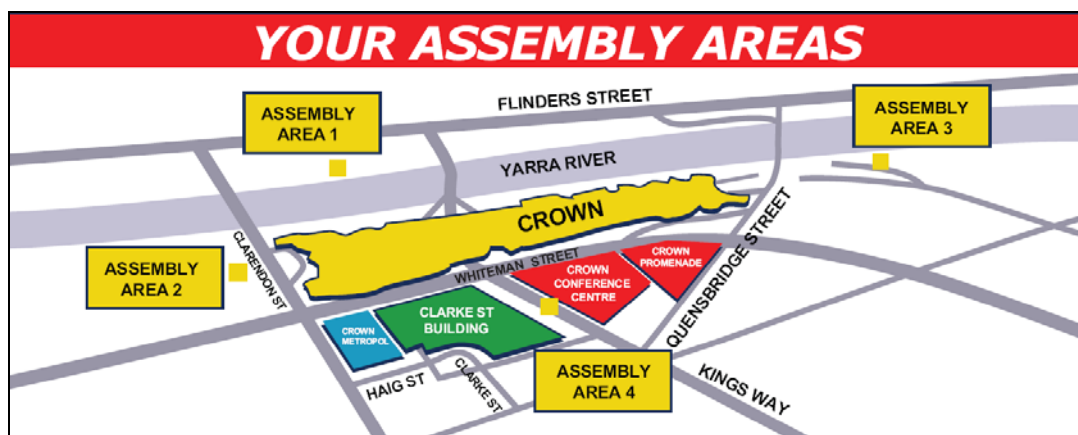 YOUR ASSEMBLY AREAS
FLINDERS STREET
ASSEMBLY
AREA 1
ASSEMBLY
AREA 3
YARRA RIVER
CROWN
CLARENDON ST
ASSEMBLY
AREA 2
WHITEMAN STREET
CROWN
PROMENADE
QUENSBRIDGE STREET
CROWN
CONFERENCE
CENTRE
CLARKE ST
BUILDING
CROWN
METROPOL
HAIG ST
CLARKE ST
ASSEMBLY
AREA 4
KINGS WAY